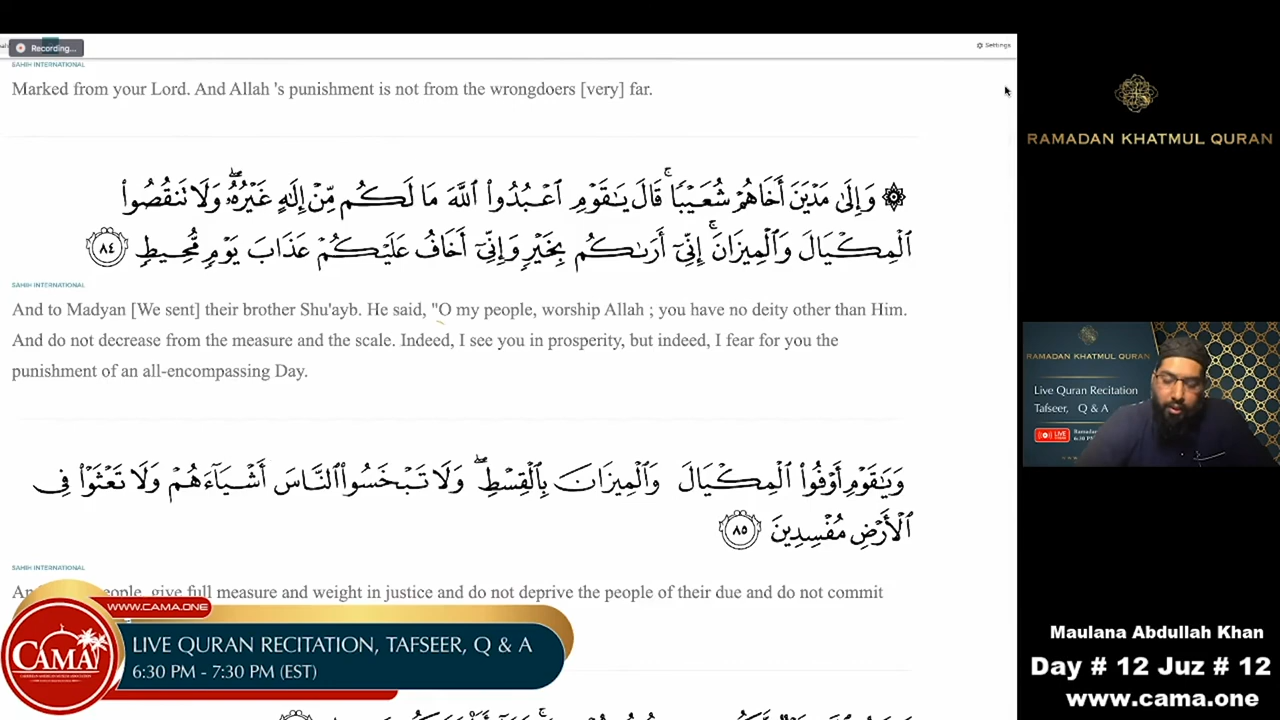 Recording...
Settings
SAHIH INTERNATIONAL
Marked from your Lord. And Allah 's punishment is not from the wrongdoers [very] far.
۞ وَإِلَىٰ مَدْيَنَ أَخَاهُمْ شُعَيْبًا ۚ قَالَ يَـٰقَوْمِ ٱعْبُدُوا۟ ٱللَّهَ مَا لَكُم مِّنْ إِلَـٰهٍ غَيْرُهُۥ ۖ وَلَا تَنقُصُوا۟
ٱلْمِكْيَالَ وَٱلْمِيزَانَ ۚ إِنِّىٓ أَرَىٰكُم بِخَيْرٍ وَإِنِّىٓ أَخَافُ عَلَيْكُمْ عَذَابَ يَوْمٍ مُّحِيطٍ ٨٤
SAHIH INTERNATIONAL
And to Madyan [We sent] their brother Shu'ayb. He said, "O my people, worship Allah ; you have no deity other than Him.
And do not decrease from the measure and the scale. Indeed, I see you in prosperity, but indeed, I fear for you the
punishment of an all-encompassing Day.
وَيَـٰقَوْمِ أَوْفُوا۟ ٱلْمِكْيَالَ وَٱلْمِيزَانَ بِٱلْقِسْطِ ۖ وَلَا تَبْخَسُوا۟ ٱلنَّاسَ أَشْيَآءَهُمْ وَلَا تَعْثَوْا۟ فِى
ٱلْأَرْضِ مُفْسِدِينَ ٨٥
SAHIH INTERNATIONAL
give full measure and weight in justice and do not deprive the people of their due and do not commit
WWW.CAMA.ONE
CAMA
LIVE QURAN RECITATION, TAFSEER, Q & A
6:30 PM - 7:30 PM (EST)
RAMADAN KHATMUL QURAN
RAMADAN KHATMUL QURAN
Live Quran Recitation
Tafseer, Q & A
LIVE
Maulana Abdullah Khan
Day # 12 Juz # 12
www.cama.one